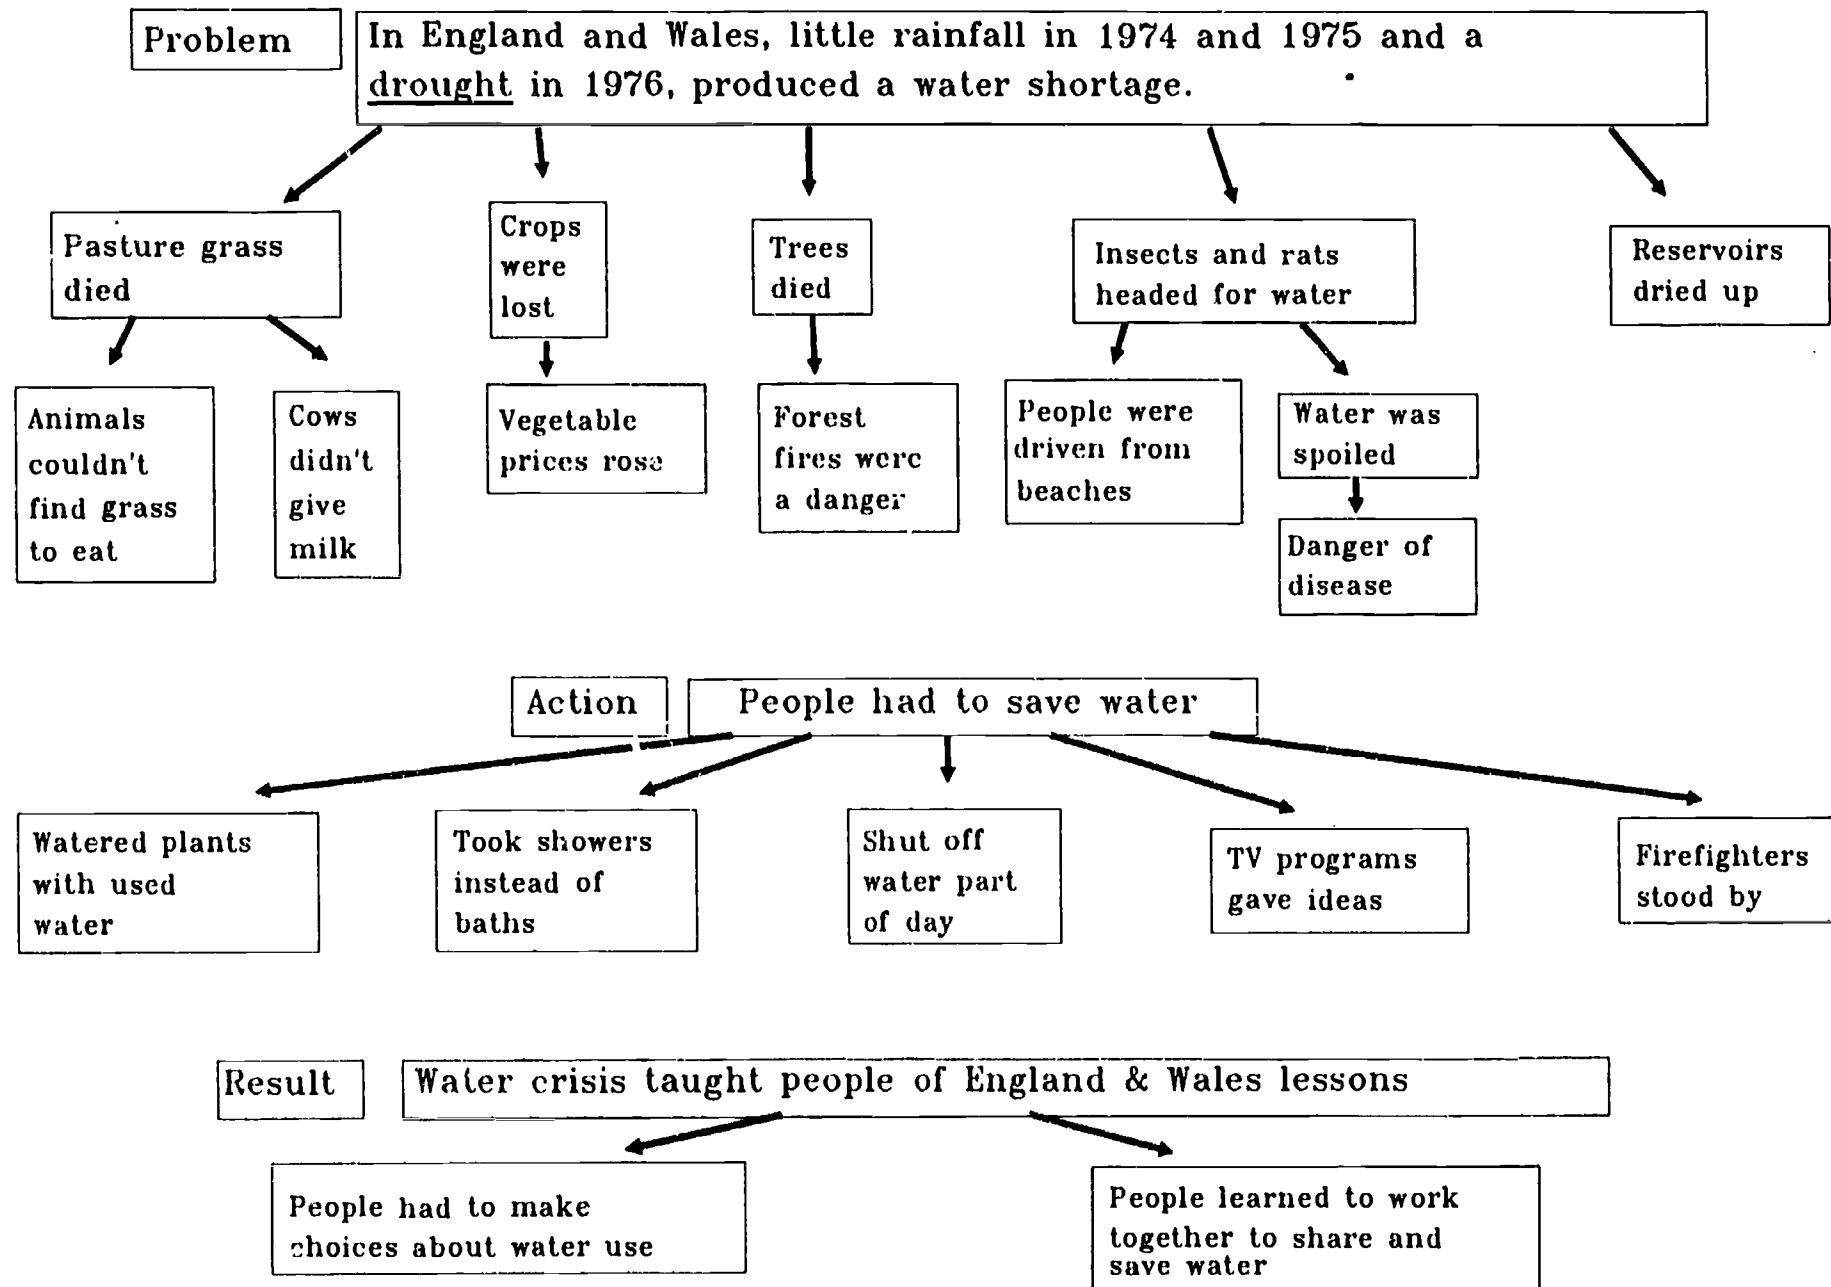 Problem
In England and Wales, little rainfall in 1974 and 1975 and a
drought in 1976, produced a water shortage.
Pasture grass
died
Crops
were
lost
Trees
died
Insects and rats
headed for water
Reservoirs
dried up
Animals
couldn't
find grass
to eat
Cows
didn't
give
milk
Vegetable
prices rose
Forest
fires were
a danger
People were
driven from
beaches
Water was
spoiled
Danger of
disease
Action
People had to save water
Watered plants
with used
water
Took showers
instead of
baths
Shut off
water part
of day
TV programs
gave ideas
Firefighters
stood by
Result
Water crisis taught people of England & Wales lessons
People had to make
choices about water use
People learned to work
together to share and
save water